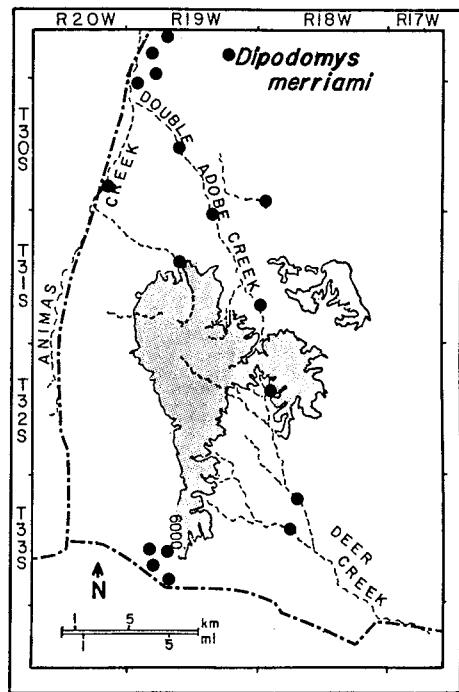 R20W R19W R18W R17W
Dipodomys
merriami
T30S
T31S
T32S
T33S
DOUBLE ADOBE CREEK
ANIMAS CREEK
6000
DEER
CREEK
N
1 5 km
1 5 mi